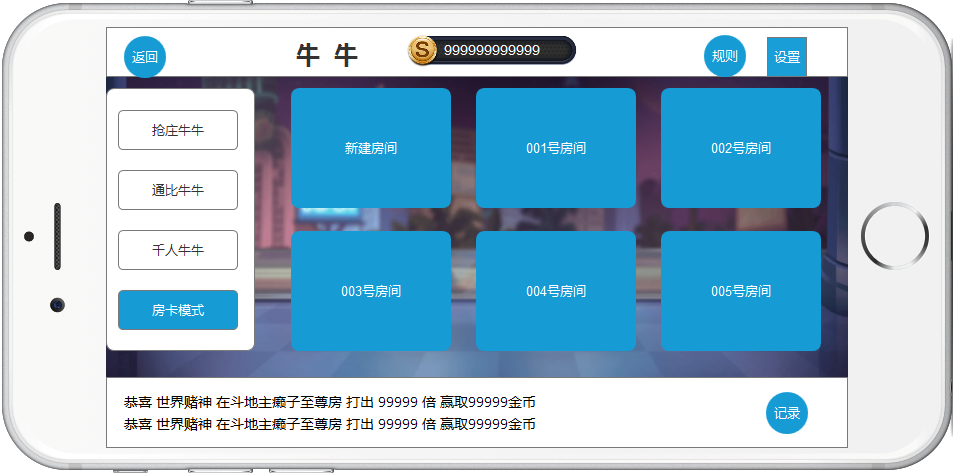 返回
牛 牛
S
999999999999
规则
设置
抢庄牛牛
通比牛牛
千人牛牛
房卡模式
新建房间
001号房间
002号房间
003号房间
004号房间
005号房间
恭喜 世界赌神 在斗地主癞子至尊房 打出 99999 倍 赢取99999金币
恭喜 世界赌神 在斗地主癞子至尊房 打出 99999 倍 赢取99999金币
记录